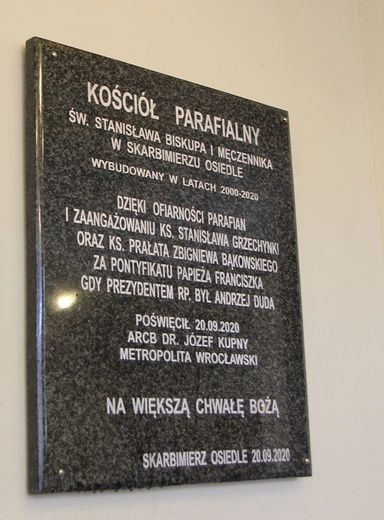 KOŚCIÓŁ PARAFIALNY
ŚW. STANISŁAWA BISKUPA I MĘCZENNIKA
W SKARBIMIERZU OSIEDLE
WYBUDOWANY W LATACH 2000-2020
DZIĘKI OFIARNOŚCI PARAFIAN
I ZAANGAŻOWANIU KS. STANISŁAWA GRZECHYNKI
ORAZ KS. PRAŁATA ZBIGNIEWA BĄKOWSKIEGO
ZA PONTYFIKATU PAPIEŻA FRANCISZKA
GDY PREZYDENTEM RP. BYŁ ANDRZEJ DUDA
POŚWIĘCIŁ 20.09.2020
ARCB DR. JÓZEF KUPNY
METROPOLITA WROCŁAWSKI
NA WIĘKSZĄ CHWAŁĘ BOŻĄ
SKARBIMIERZ OSIEDLE 20.09.2020